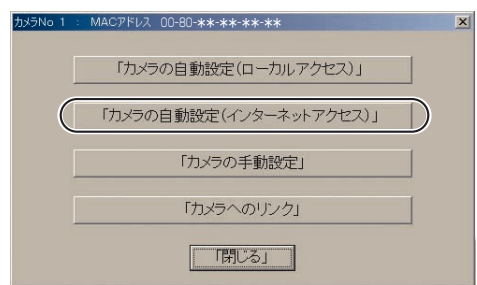 カメラNo 1 : MACアドレス 00-80-**-**-**-**
「カメラの自動設定(ローカルアクセス)」
「カメラの自動設定(インターネットアクセス)」
「カメラの手動設定」
「カメラへのリンク」
「閉じる」